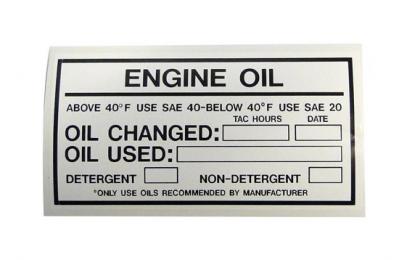 ENGINE OIL
ABOVE 40°F USE SAE 40-BELOW 40°F USE SAE 20
TAC HOURS DATE
OIL CHANGED:
OIL USED:
DETERGENT NON-DETERGENT
*ONLY USE OILS RECOMMENDED BY MANUFACTURER